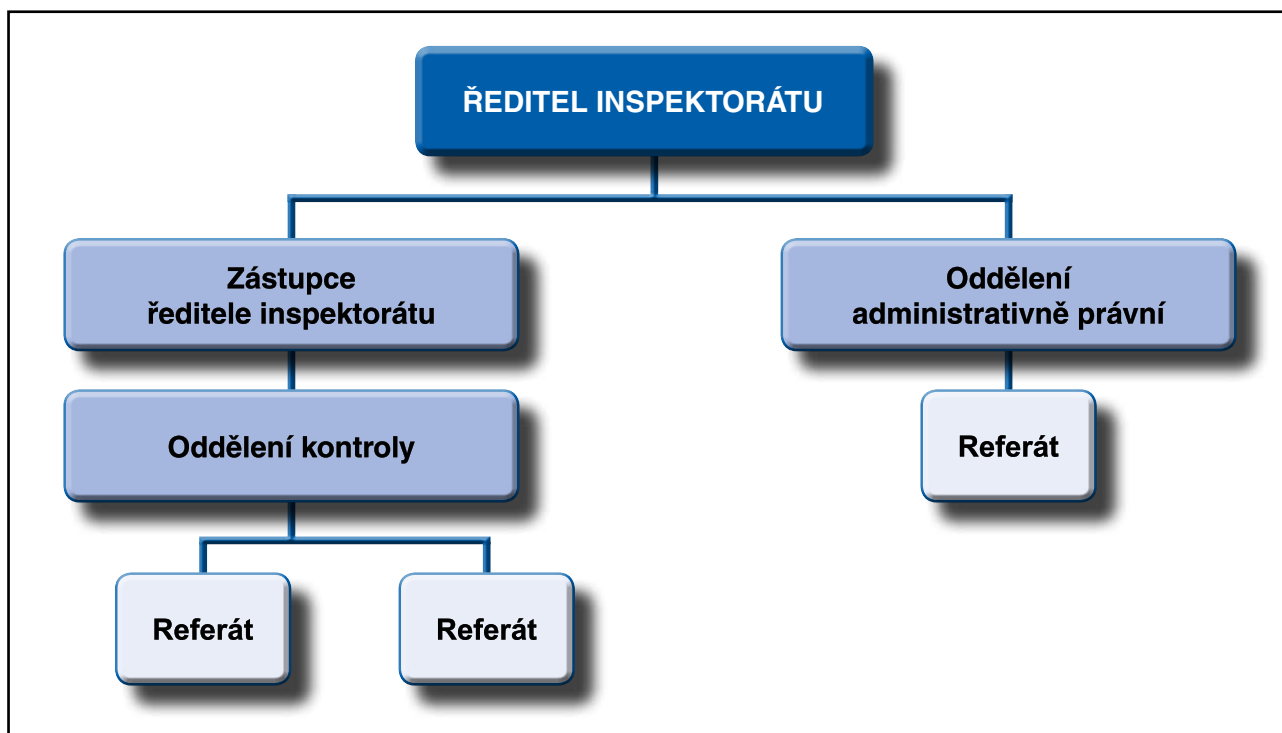 ŘEDITEL INSPEKTORÁTU
Zástupce
ředitele inspektorátu
Oddělení
administrativně právní
Oddělení kontroly
Referát
Referát
Referát